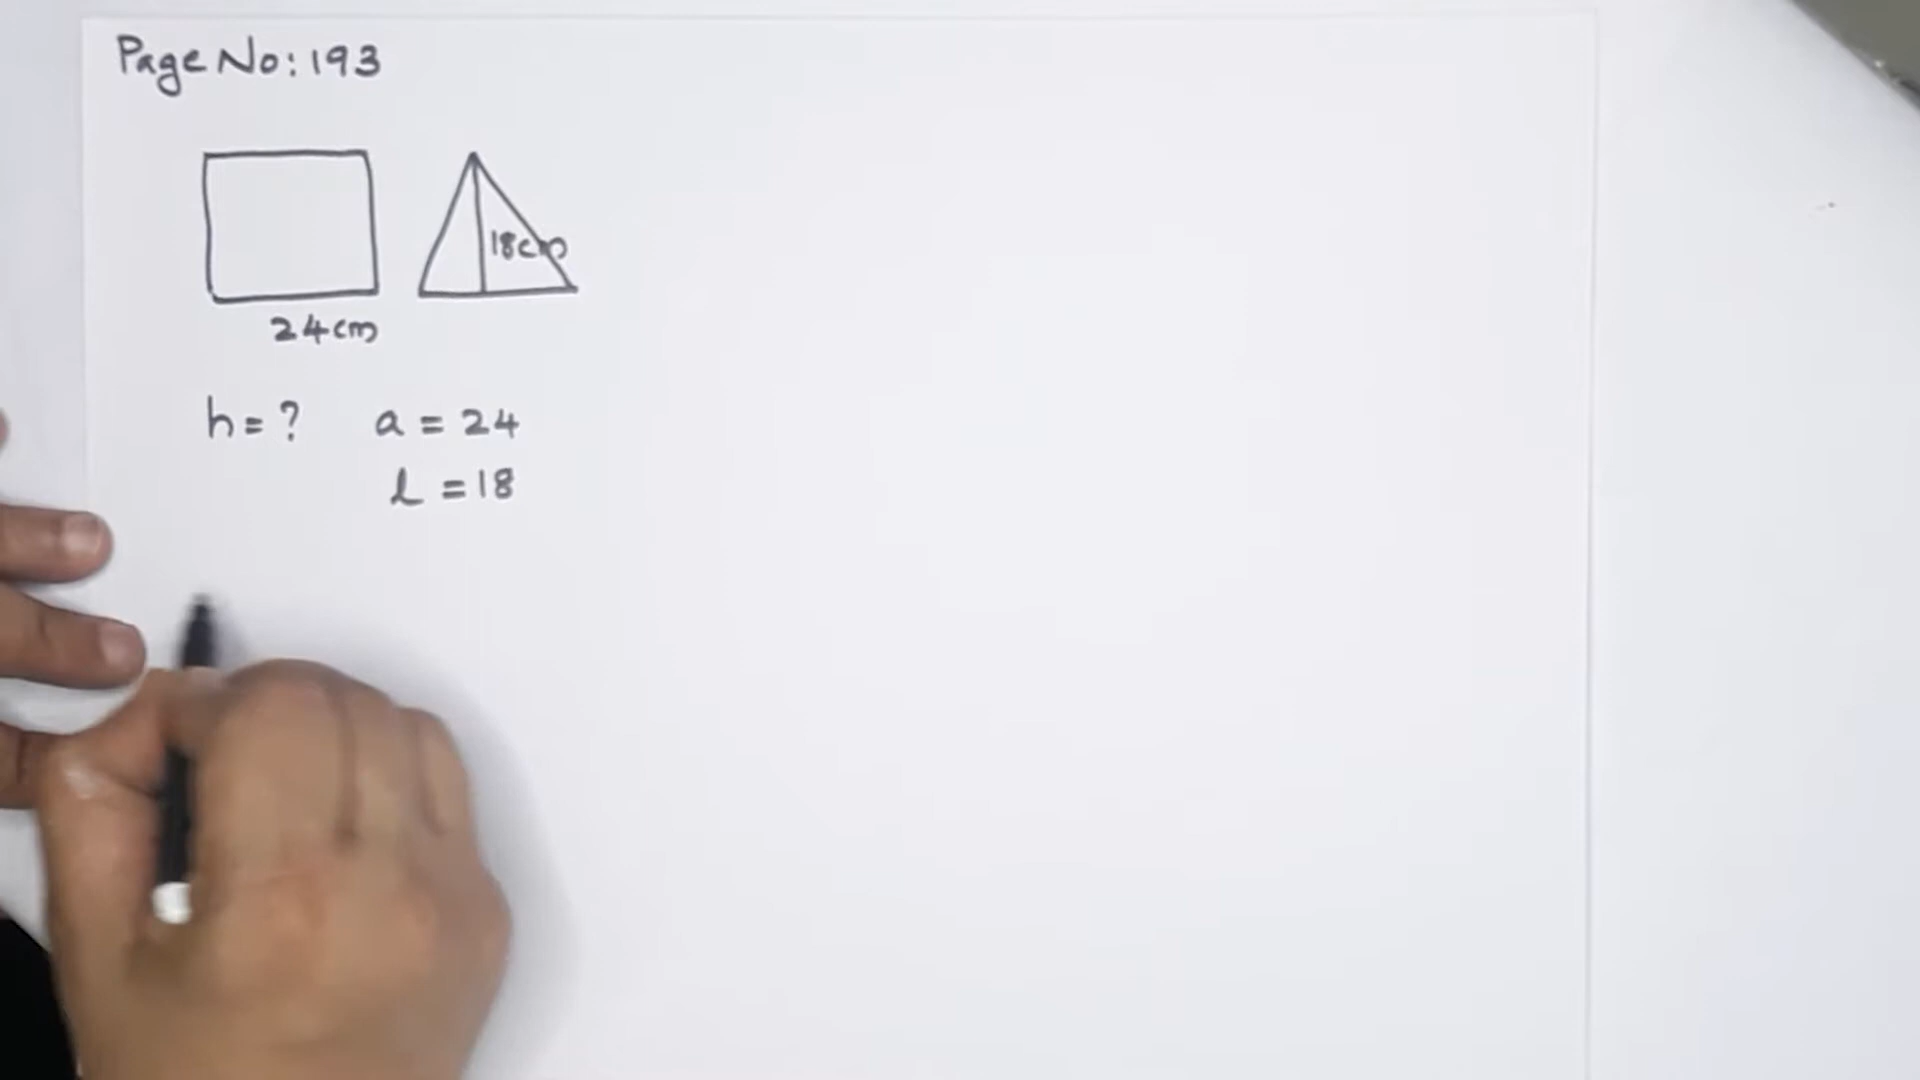 Page No: 193
18cm
24cm
h = ? a = 24
l = 18